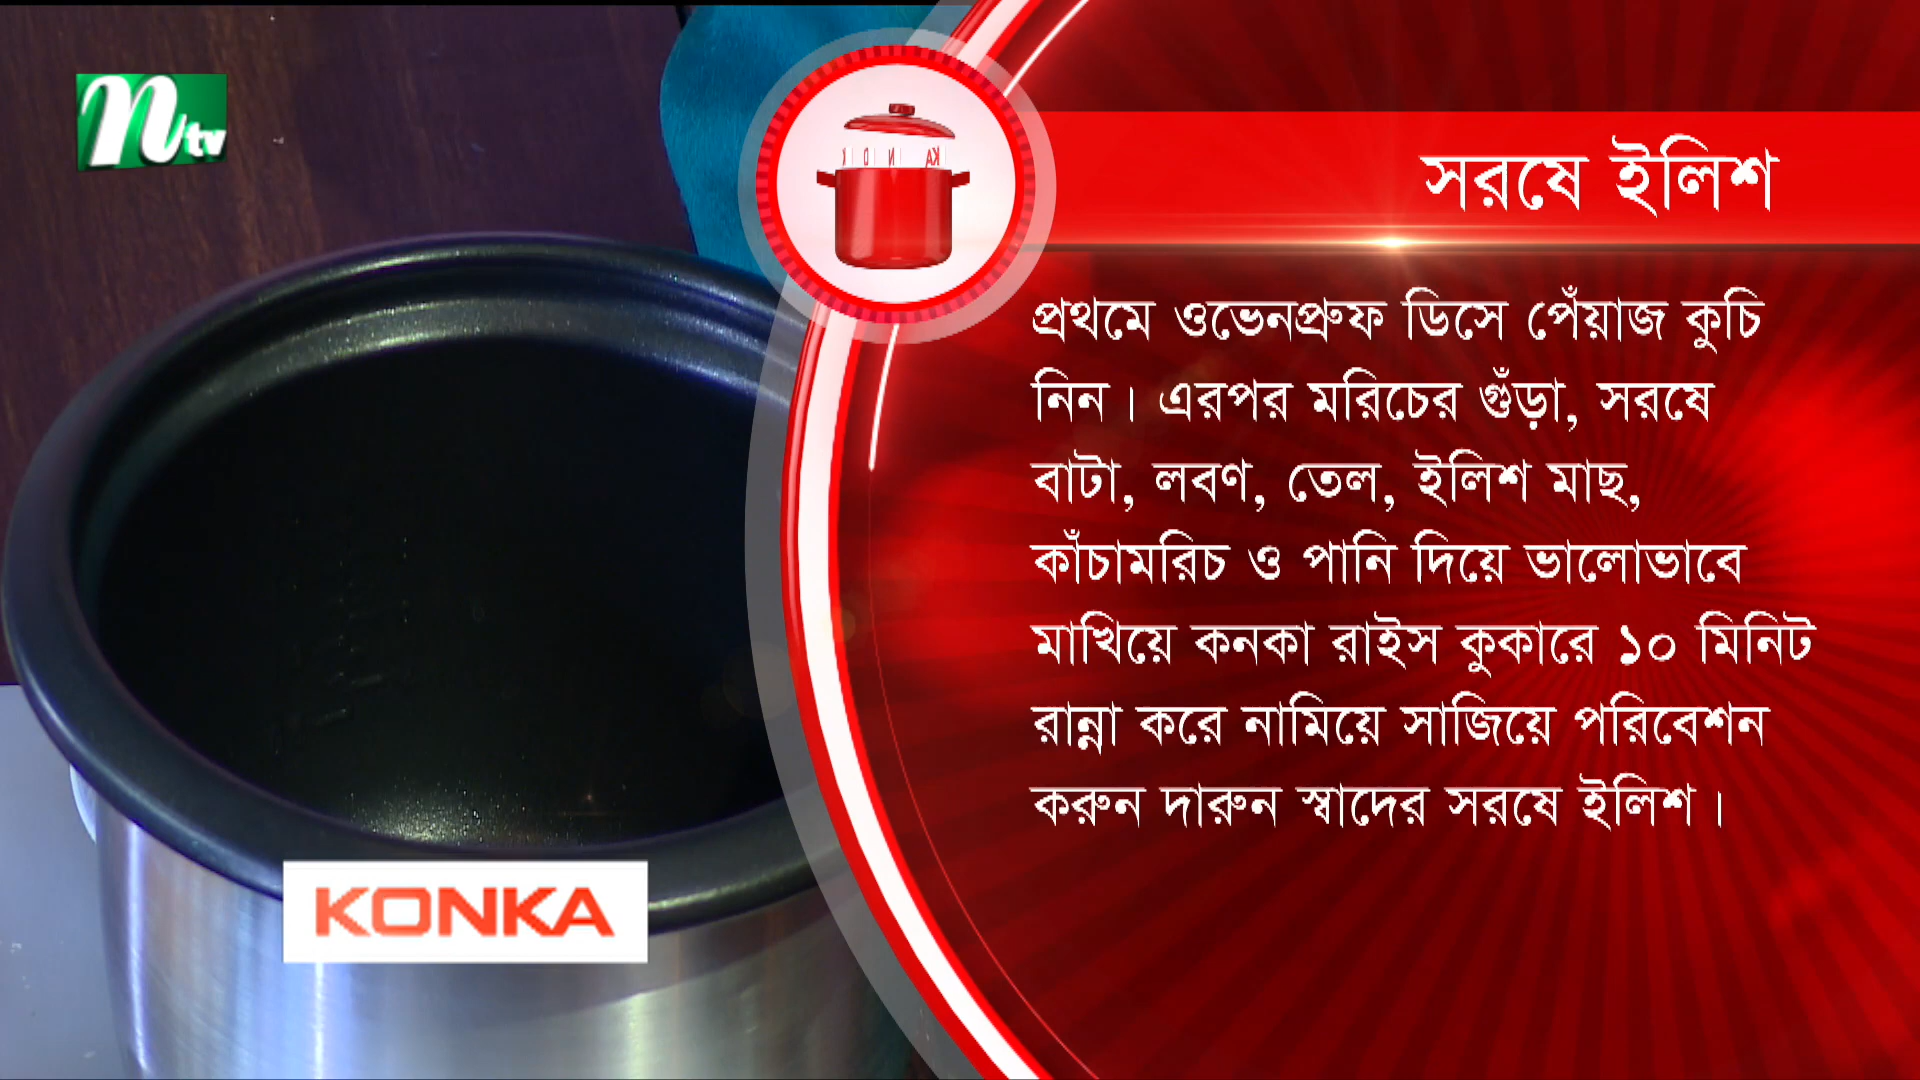 ntv
সরষে ইলিশ
প্রথমে ওভেনপ্রুফ ডিসে পেঁয়াজ কুচি
নিন। এরপর মরিচের গুঁড়া, সরষে
বাটা, লবণ, তেল, ইলিশ মাছ,
কাঁচামরিচ ও পানি দিয়ে ভালোভাবে
মাখিয়ে কনকা রাইস কুকারে ১০ মিনিট
রান্না করে নামিয়ে সাজিয়ে পরিবেশন
করুন দারুন স্বাদের সরষে ইলিশ।
KONKA